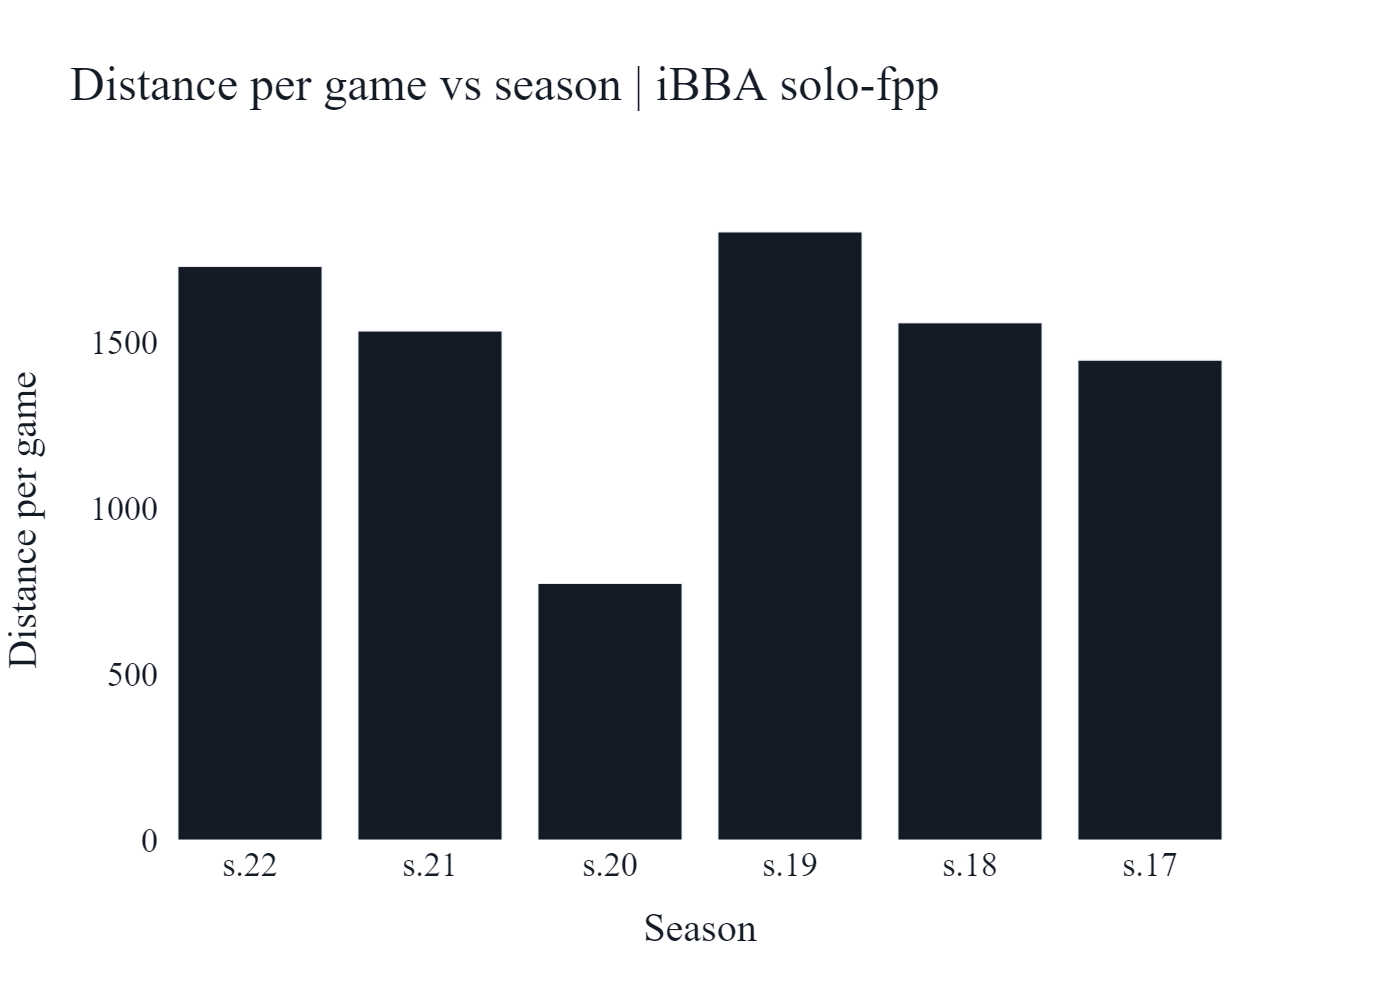 Distance per game vs season | iBBA solo-fpp
1500
1000
500
0
Distance per game
s.22 s.21 s.20 s.19 s.18 s.17
Season